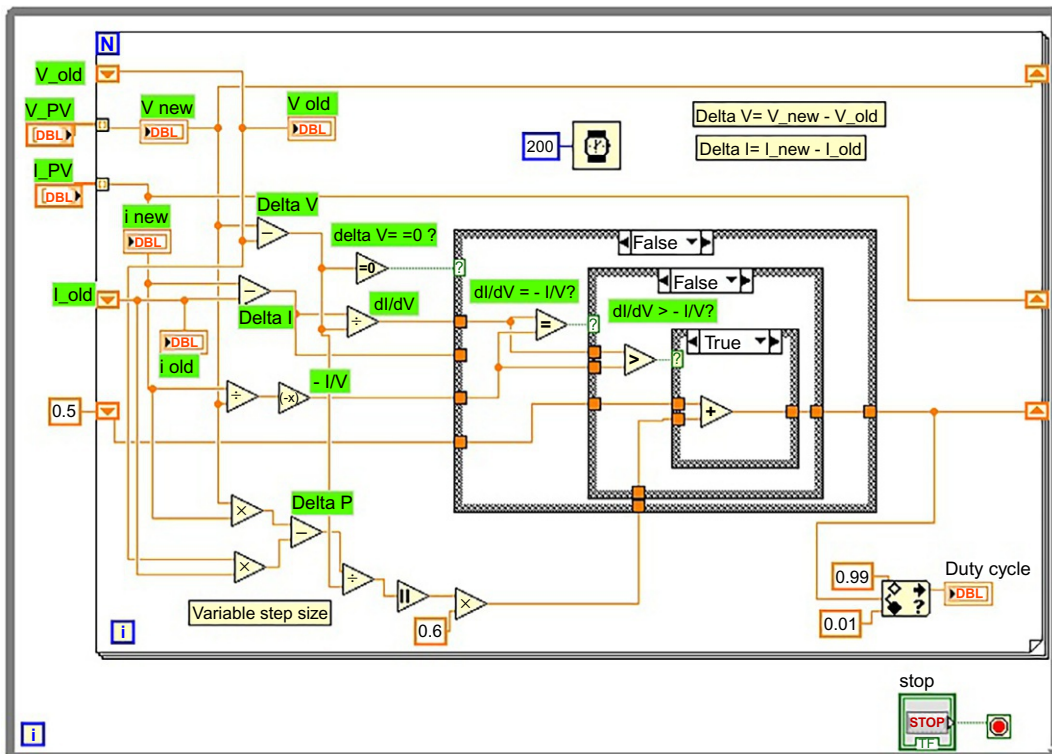 N
V_old
V_PV
DBL
V new
DBL
V old
DBL
200
Delta V= V_new - V_old
Delta I= I_new - I_old
I_PV
DBL
i new
DBL
Delta V
−
delta V= =0 ?
=0
?
False
False
True
I_old
−
Delta I
÷
dI/dV
dI/dV = - I/V?
=
?
dI/dV > - I/V?
>
?
DBL
i old
÷
(-x)
- I/V
0.5
+
×
Delta P
−
×
÷
||
×
0.6
Variable step size
0.99
0.01
?
Duty cycle
DBL
i
stop
STOP
TF
i